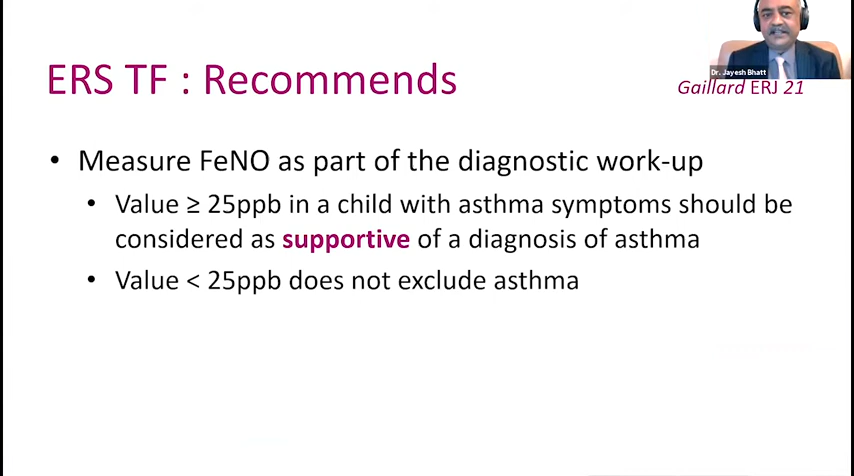 ERS TF : Recommends
Dr. Jayesh Bhatt
Gaillard ERJ 21
• Measure FeNO as part of the diagnostic work-up
• Value ≥ 25ppb in a child with asthma symptoms should be
considered as supportive of a diagnosis of asthma
• Value < 25ppb does not exclude asthma